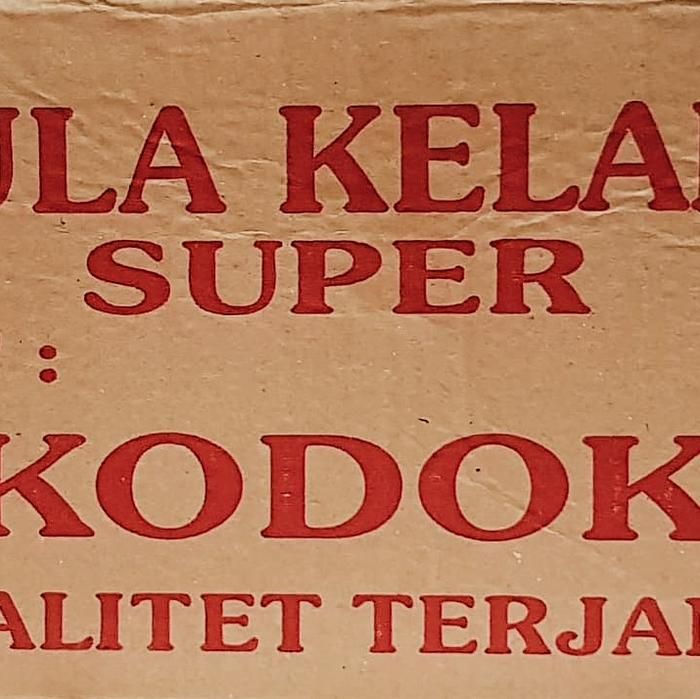 ULA KELA
SUPER
:
KODOK
ALITET TERJA